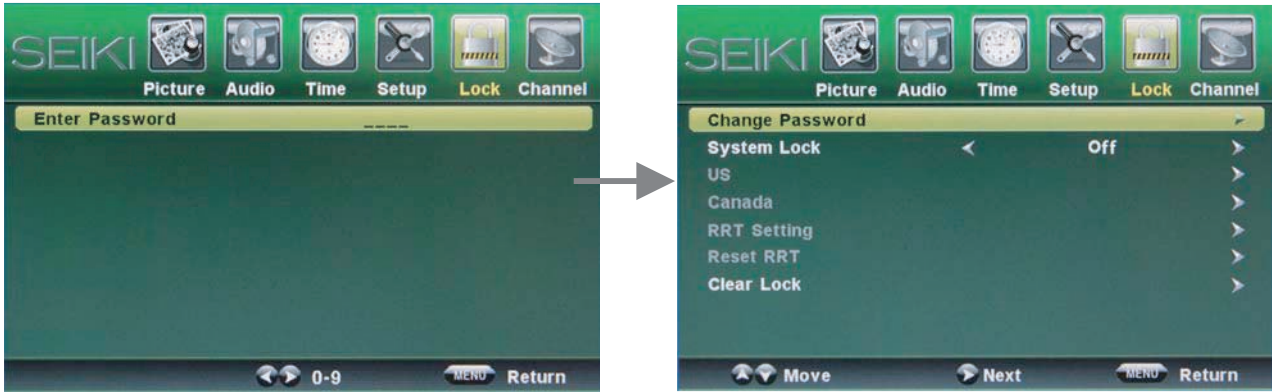 SEIKI
Picture Audio Time Setup Lock Channel
Enter Password _ _ _ _
0-9 MENU Return
SEIKI
Picture Audio Time Setup Lock Channel
Change Password
System Lock Off
US
Canada
RRT Setting
Reset RRT
Clear Lock
Move Next MENU Return